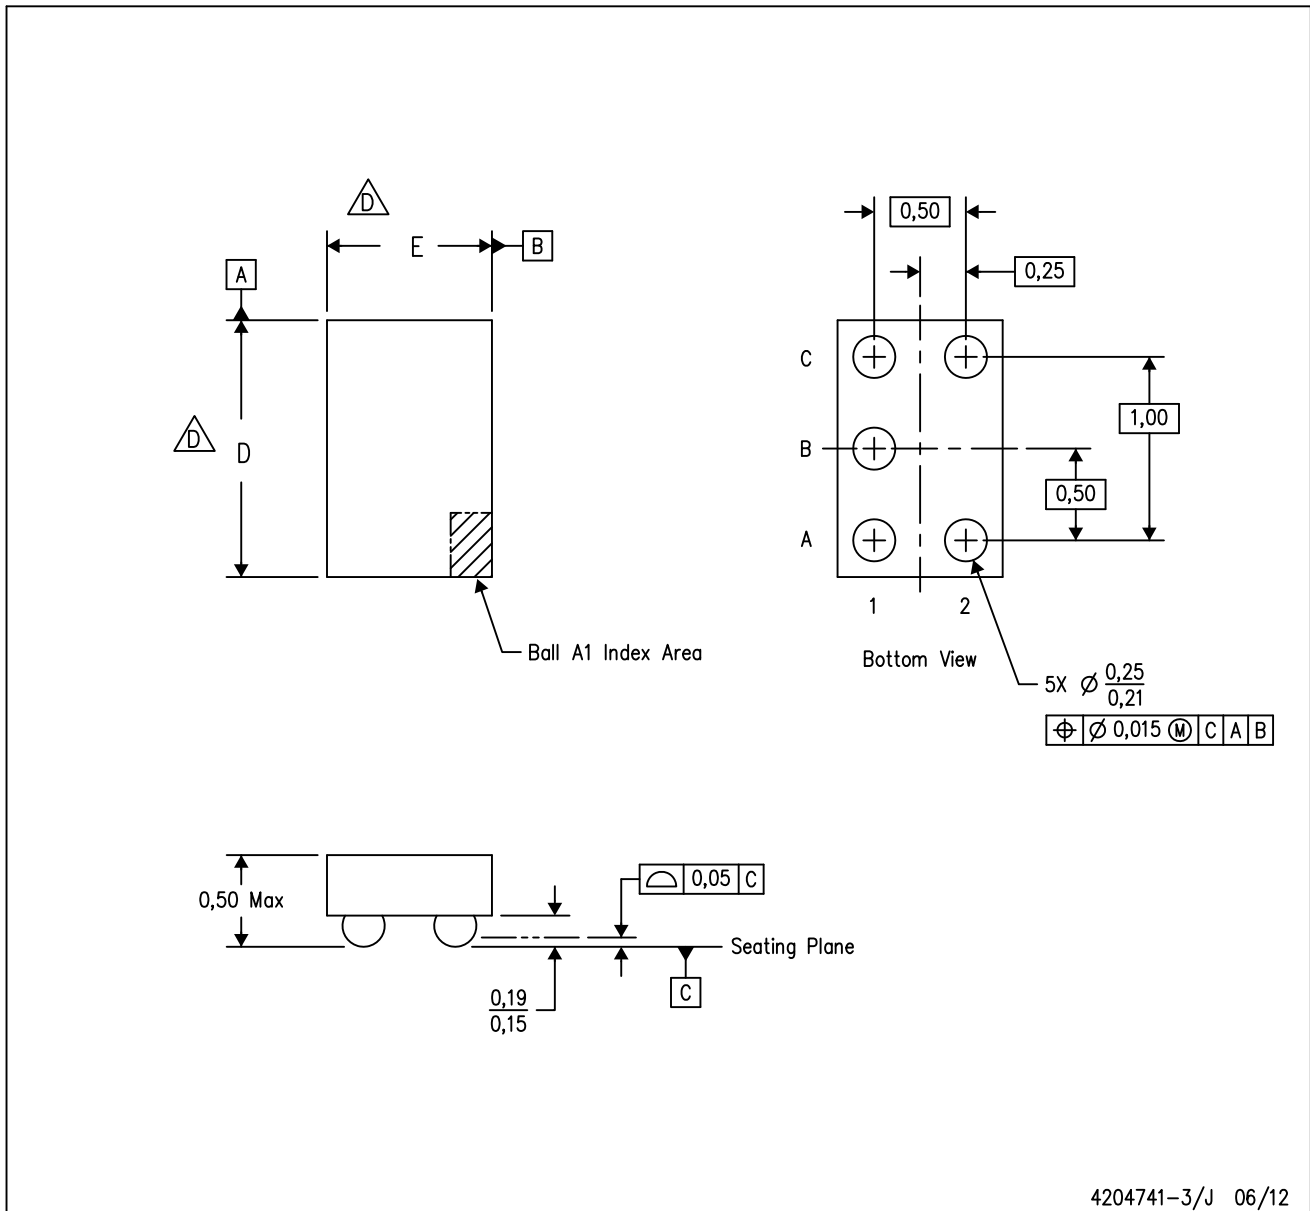 D
E
B
A
D
D
Ball A1 Index Area
0,50
0,25
C
B
A
1,00
0,50
1 2
Bottom View
5X Ø 0,25
0,21
⌖ Ø 0,015 Ⓜ C A B
0,50 Max
⌓ 0,05 C
Seating Plane
C
0,19
0,15
4204741-3/J 06/12